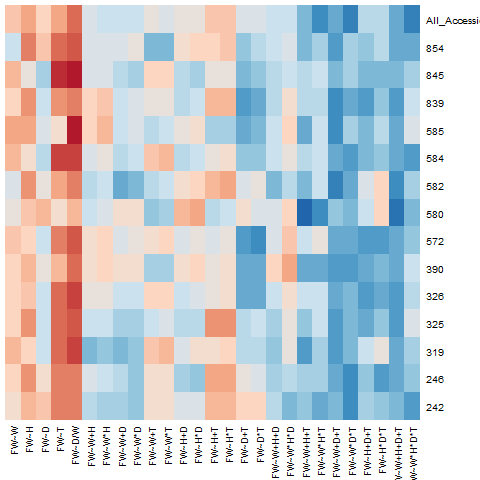 All_Accessio
854
845
839
585
584
582
580
572
390
326
325
319
246
242
FW~W
FW~H
FW~D
FW~T
FW~D/W
FW~W+H
FW~W*H
FW~W+D
FW~W*D
FW~W+T
FW~W*T
FW~H+D
FW~H*D
FW~H+T
FW~H*T
FW~D+T
FW~D*T
FW~W+H+D
FW~W*H*D
FW~W+H+T
FW~W*H*T
FW~W+D+T
FW~W*D*T
FW~H+D+T
FW~H*D*T
V~W+H+D+T
W~W*H*D*T